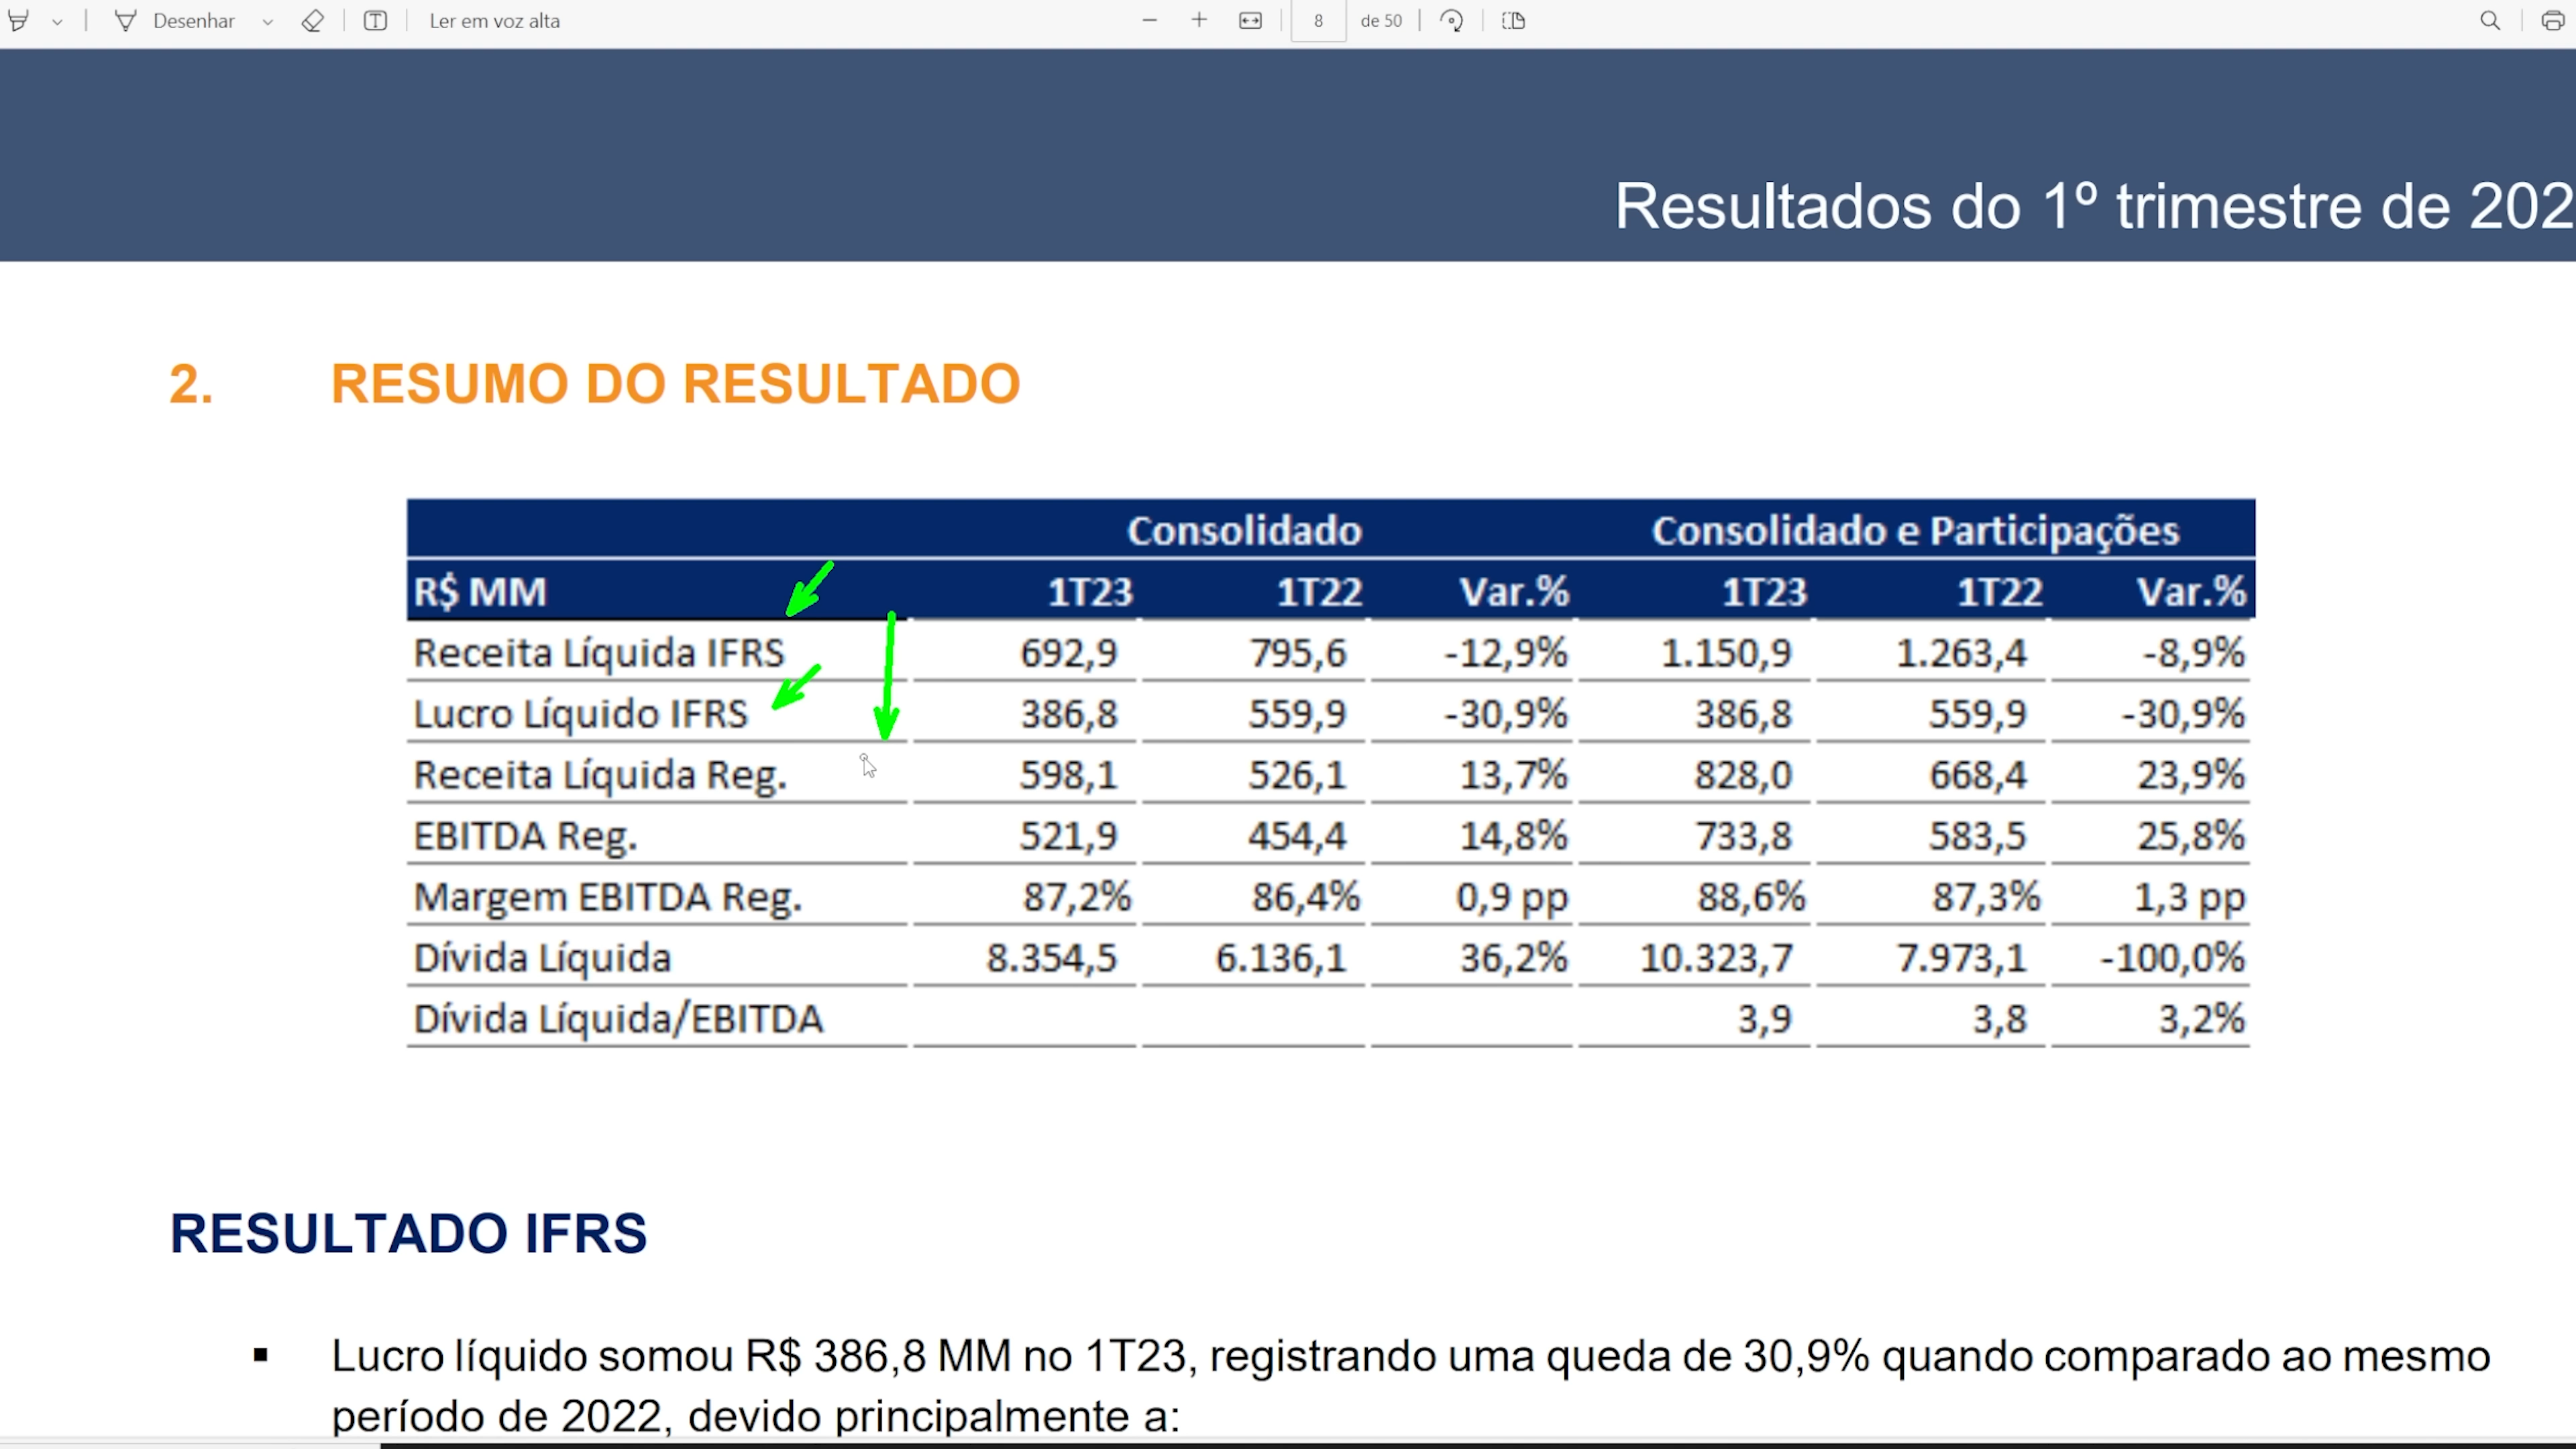 Desenhar
Ler em voz alta
8 de 50
Resultados do 1º trimestre de 202
2. RESUMO DO RESULTADO
Consolidado Consolidado e Participações
R$ MM 1T23 1T22 Var.% 1T23 1T22 Var.%
Receita Líquida IFRS 692,9 795,6 -12,9% 1.150,9 1.263,4 -8,9%
Lucro Líquido IFRS 386,8 559,9 -30,9% 386,8 559,9 -30,9%
Receita Líquida Reg. 598,1 526,1 13,7% 828,0 668,4 23,9%
EBITDA Reg. 521,9 454,4 14,8% 733,8 583,5 25,8%
Margem EBITDA Reg. 87,2% 86,4% 0,9 pp 88,6% 87,3% 1,3 pp
Dívida Líquida 8.354,5 6.136,1 36,2% 10.323,7 7.973,1 -100,0%
Dívida Líquida/EBITDA 3,9 3,8 3,2%
RESULTADO IFRS
▪ Lucro líquido somou R$ 386,8 MM no 1T23, registrando uma queda de 30,9% quando comparado ao mesmo
período de 2022, devido principalmente a: